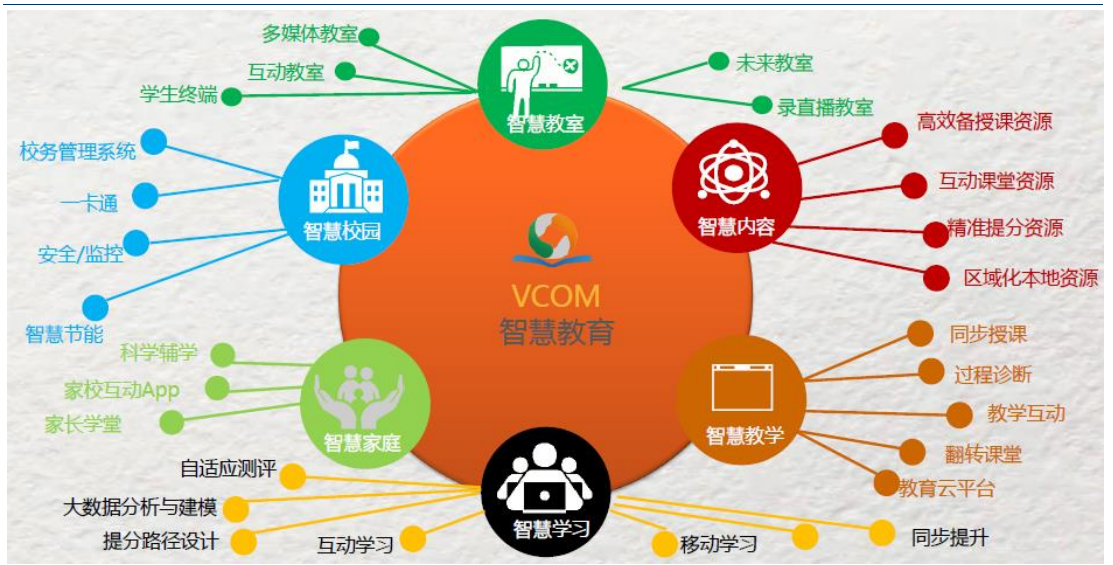 多媒体教室
互动教室
学生终端
智慧教室
未来教室
录直播教室
校务管理系统
一卡通
安全/监控
智慧节能
智慧校园
高效备授课资源
互动课堂资源
精准提分资源
区域化本地资源
智慧内容
VCOM
智慧教育
科学辅学
家校互动App
家长学堂
智慧家庭
同步授课
过程诊断
教学互动
翻转课堂
教育云平台
智慧教学
自适应测评
大数据分析与建模
提分路径设计
互动学习
智慧学习
移动学习
同步提升